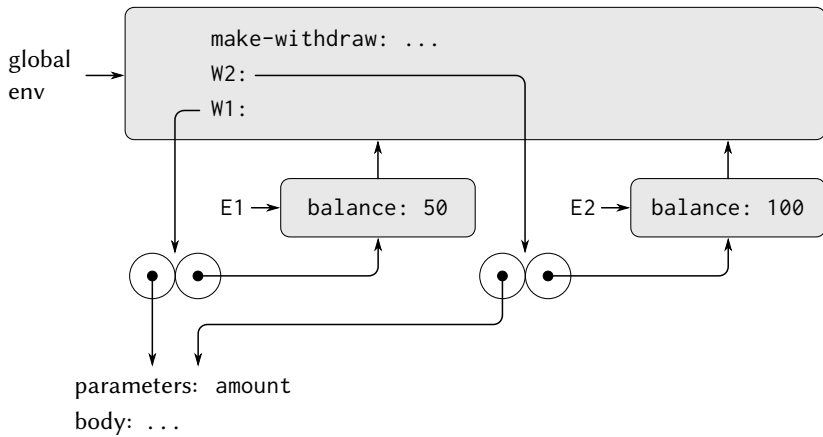 make-withdraw: ...
global
env
W2:
W1:
E1
balance: 50
E2
balance: 100
parameters: amount
body: ...